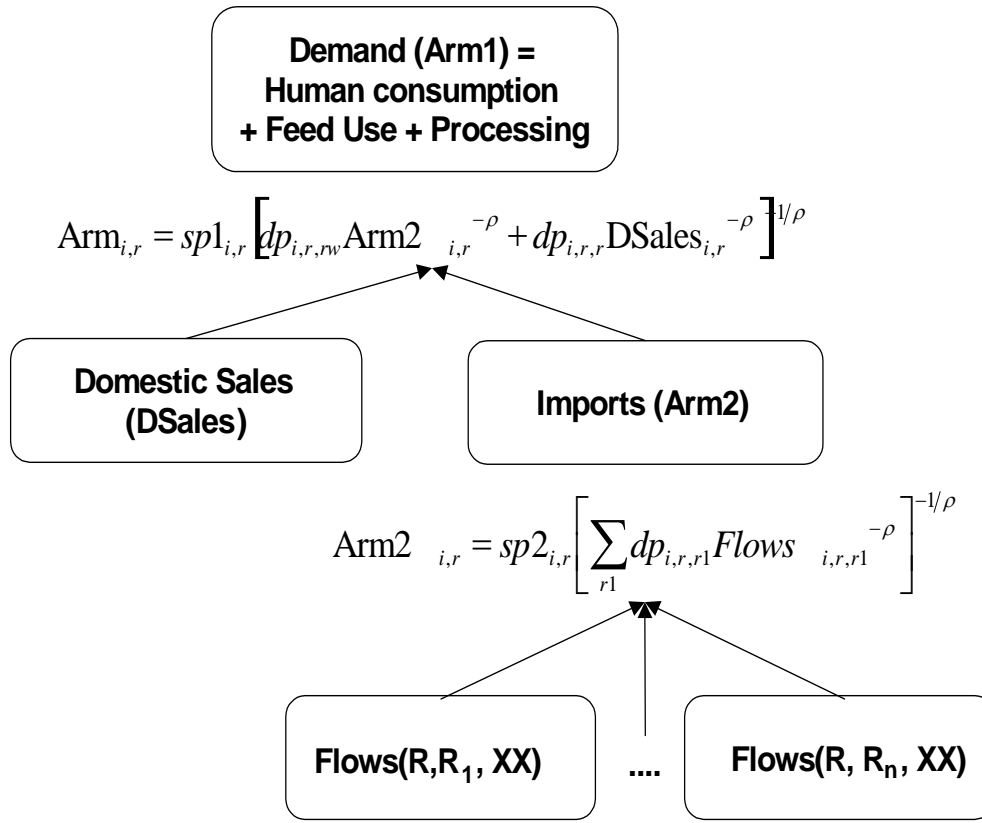 Demand (Arm1) =
Human consumption
+ Feed Use + Processing
Arm_{i,r} = sp1_{i,r} [dp_{i,r,rw} Arm2_{i,r}^{-ρ} + dp_{i,r,r} DSales_{i,r}^{-ρ}]^{-1/ρ}
Domestic Sales
(DSales)
Imports (Arm2)
Arm2_{i,r} = sp2_{i,r} [∑_{r1} dp_{i,r,r1} Flows_{i,r,r1}^{-ρ}]^{-1/ρ}
Flows(R,R_1, XX)
....
Flows(R, R_n, XX)